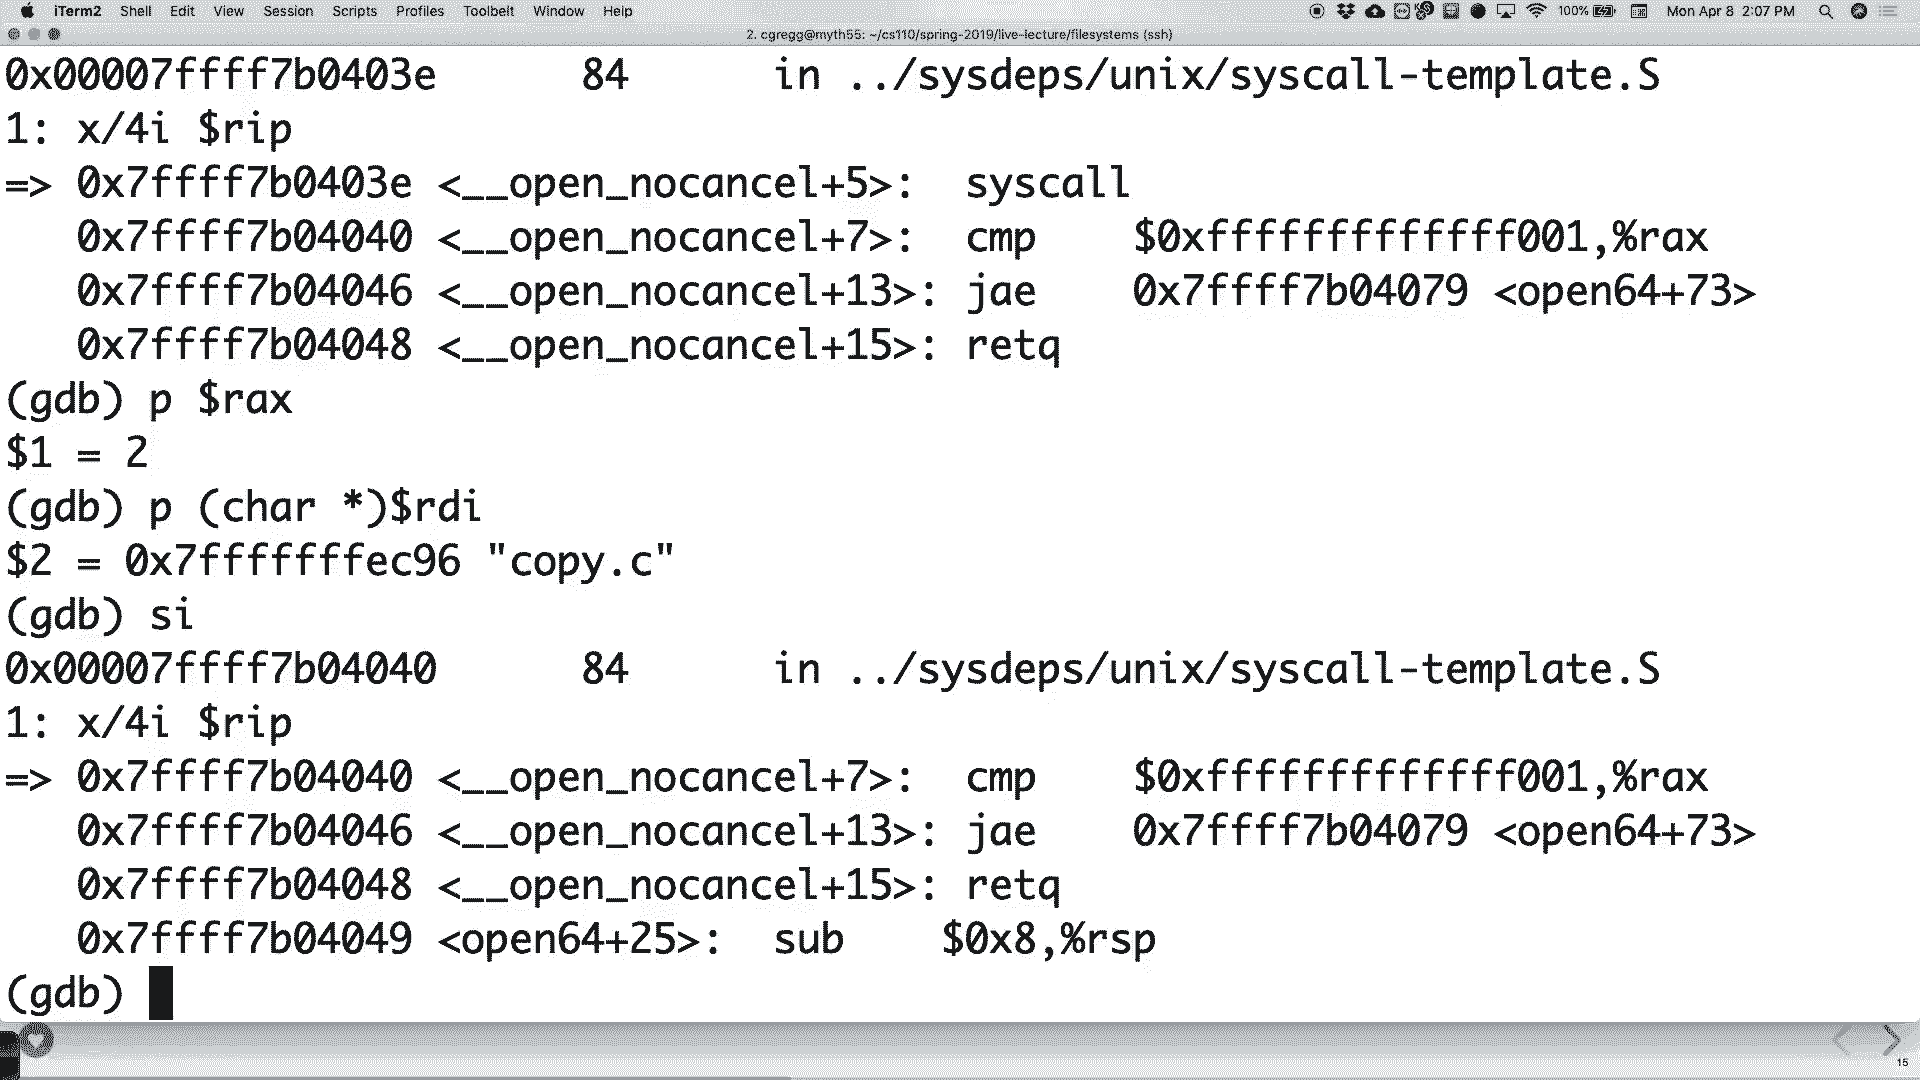 iTerm2 Shell Edit View Session Scripts Profiles Toolbelt Window Help 100% Mon Apr 8 2:07 PM
2. cgregg@myth55: ~/cs110/spring-2019/live-lecture/filesystems (ssh)
0x00007ffff7b0403e 84 in ../sysdeps/unix/syscall-template.S
1: x/4i $rip
=> 0x7ffff7b0403e <__open_nocancel+5>: syscall
0x7ffff7b04040 <__open_nocancel+7>: cmp $0xfffffffffffff001,%rax
0x7ffff7b04046 <__open_nocancel+13>: jae 0x7ffff7b04079 <open64+73>
0x7ffff7b04048 <__open_nocancel+15>: retq
(gdb) p $rax
$1 = 2
(gdb) p (char *)$rdi
$2 = 0x7fffffffec96 "copy.c"
(gdb) si
0x00007ffff7b04040 84 in ../sysdeps/unix/syscall-template.S
1: x/4i $rip
=> 0x7ffff7b04040 <__open_nocancel+7>: cmp $0xfffffffffffff001,%rax
0x7ffff7b04046 <__open_nocancel+13>: jae 0x7ffff7b04079 <open64+73>
0x7ffff7b04048 <__open_nocancel+15>: retq
0x7ffff7b04049 <open64+25>: sub $0x8,%rsp
(gdb)
15